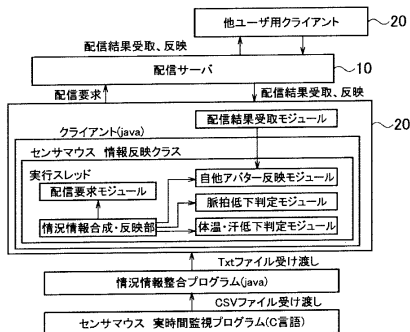 他ユーザ用クライアント
20
配信結果受取、反映
配信サーバ
10
配信要求
配信結果受取、反映
配信結果受取モジュール
20
クライアント(java)
センサマウス 情報反映クラス
実行スレッド
自他アバター反映モジュール
配信要求モジュール
脈拍低下判定モジュール
情況情報合成・反映部
体温・汗低下判定モジュール
Txtファイル受け渡し
情況情報整合プログラム(java)
CSVファイル受け渡し
センサマウス 実時間監視プログラム(C言語)